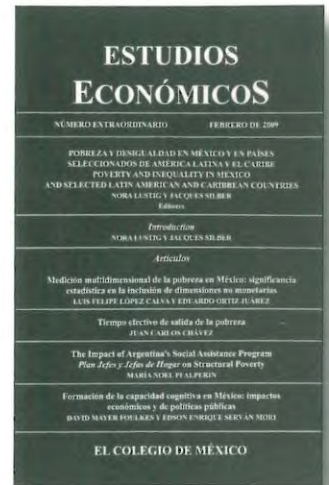 ESTUDIOS
ECONÓMICOS
NÚMERO EXTRAORDINARIO FEBRERO DE 2009
POBREZA Y DESIGUALDAD EN MÉXICO Y EN PAÍSES
SELECCIONADOS DE AMÉRICA LATINA Y EL CARIBE
POVERTY AND INEQUALITY IN MEXICO
AND SELECTED LATIN AMERICAN AND CARIBBEAN COUNTRIES
NORA LUSTIG Y JACQUES SILBER
Editores
Introduction
NORA LUSTIG Y JACQUES SILBER
Artículos
Medición multidimensional de la pobreza en México: significancia
estadística en la inclusión de dimensiones no monetarias
LUIS FELIPE LÓPEZ CALVA Y EDUARDO ORTIZ JUÁREZ
Tiempo efectivo de salida de la pobreza
JUAN CARLOS CHÁVEZ
The Impact of Argentina's Social Assistance Program
Plan Jefes y Jefas de Hogar on Structural Poverty
MARÍA NOEL PI ALPERIN
Formación de la capacidad cognitiva en México: impactos
económicos y de políticas públicas
DAVID MAYER FOULKES Y EDSON ENRIQUE SERVÁN MORI
EL COLEGIO DE MÉXICO